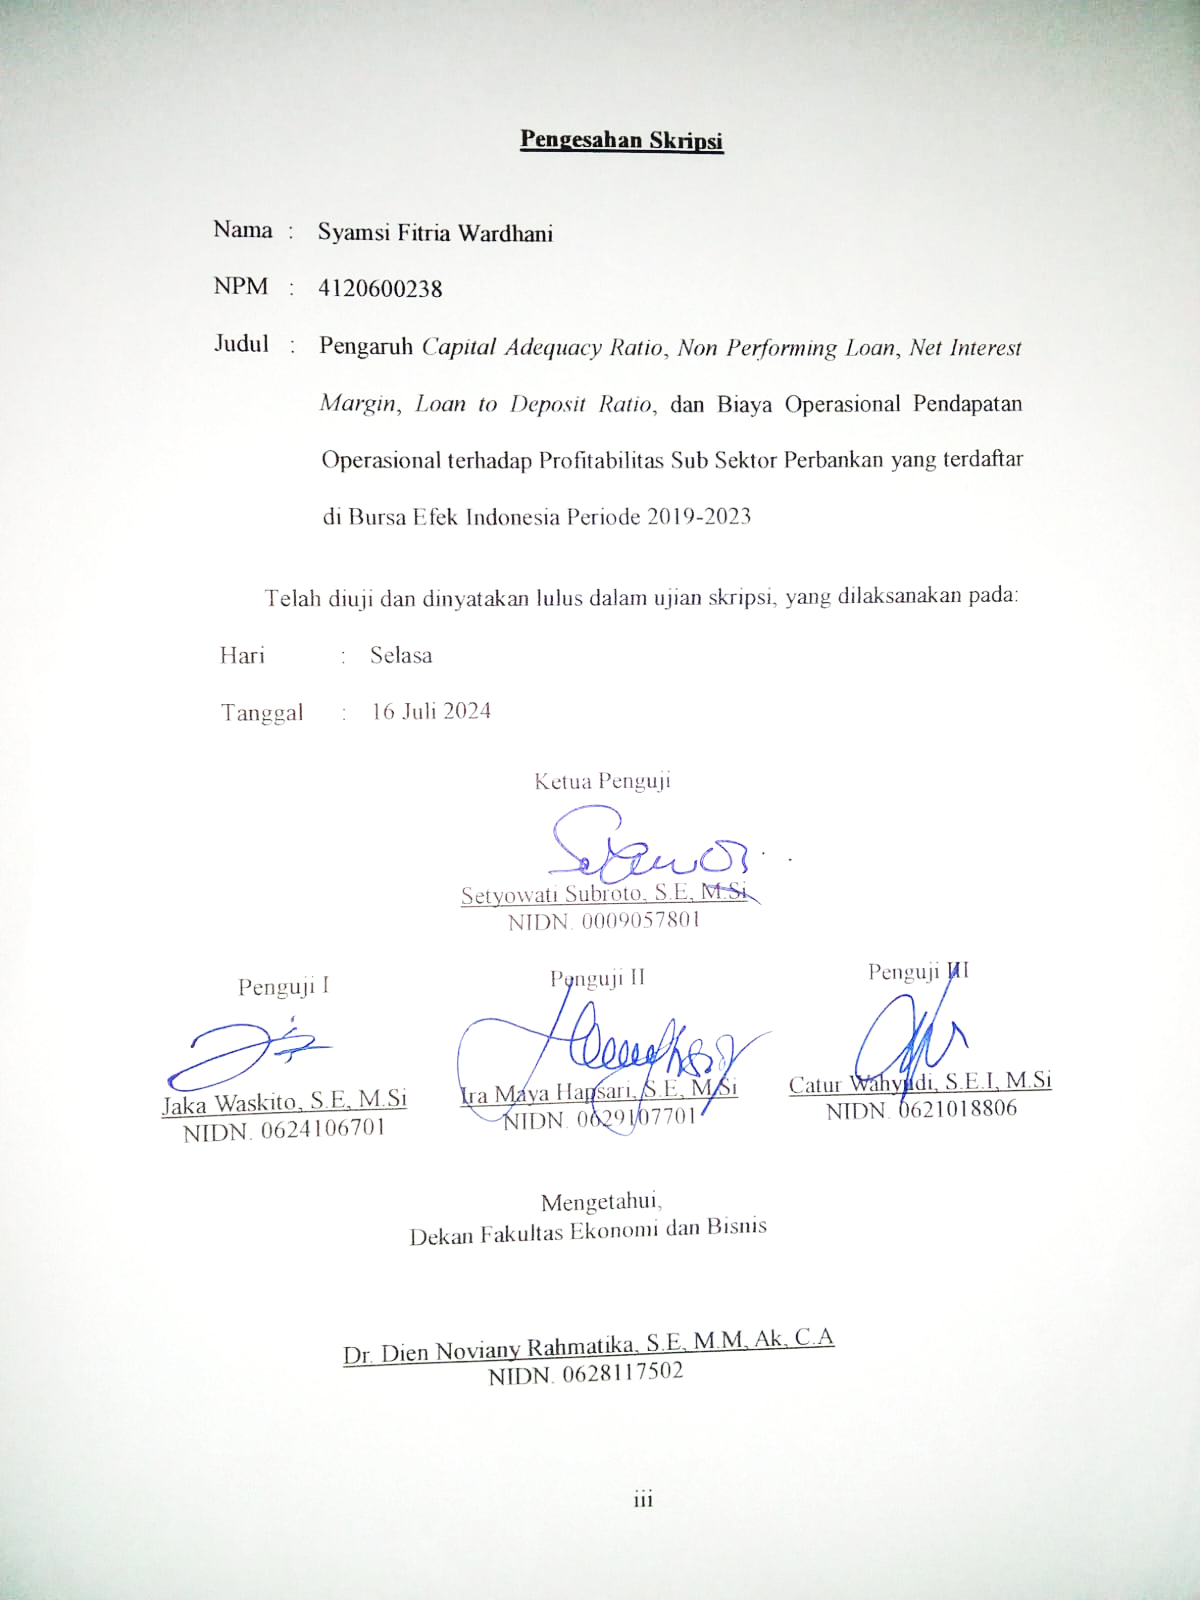 Pengesahan Skripsi
Nama : Syamsi Fitria Wardhani
NPM : 4120600238
Judul : Pengaruh Capital Adequacy Ratio, Non Performing Loan, Net Interest
Margin, Loan to Deposit Ratio, dan Biaya Operasional Pendapatan
Operasional terhadap Profitabilitas Sub Sektor Perbankan yang terdaftar
di Bursa Efek Indonesia Periode 2019-2023
Telah diuji dan dinyatakan lulus dalam ujian skripsi, yang dilaksanakan pada:
Hari : Selasa
Tanggal : 16 Juli 2024
Ketua Penguji
Setyowati Subroto, S.E, M.Si
NIDN. 0009057801
Penguji I
Jaka Waskito, S.E, M.Si
NIDN. 0624106701
Penguji II
Ira Maya Hapsari, S.E, M.Si
NIDN. 0629107701
Penguji III
Catur Wahyudi, S.E.I, M.Si
NIDN. 0621018806
Mengetahui,
Dekan Fakultas Ekonomi dan Bisnis
Dr. Dien Noviany Rahmatika, S.E, M.M, Ak, C.A
NIDN. 0628117502
iii